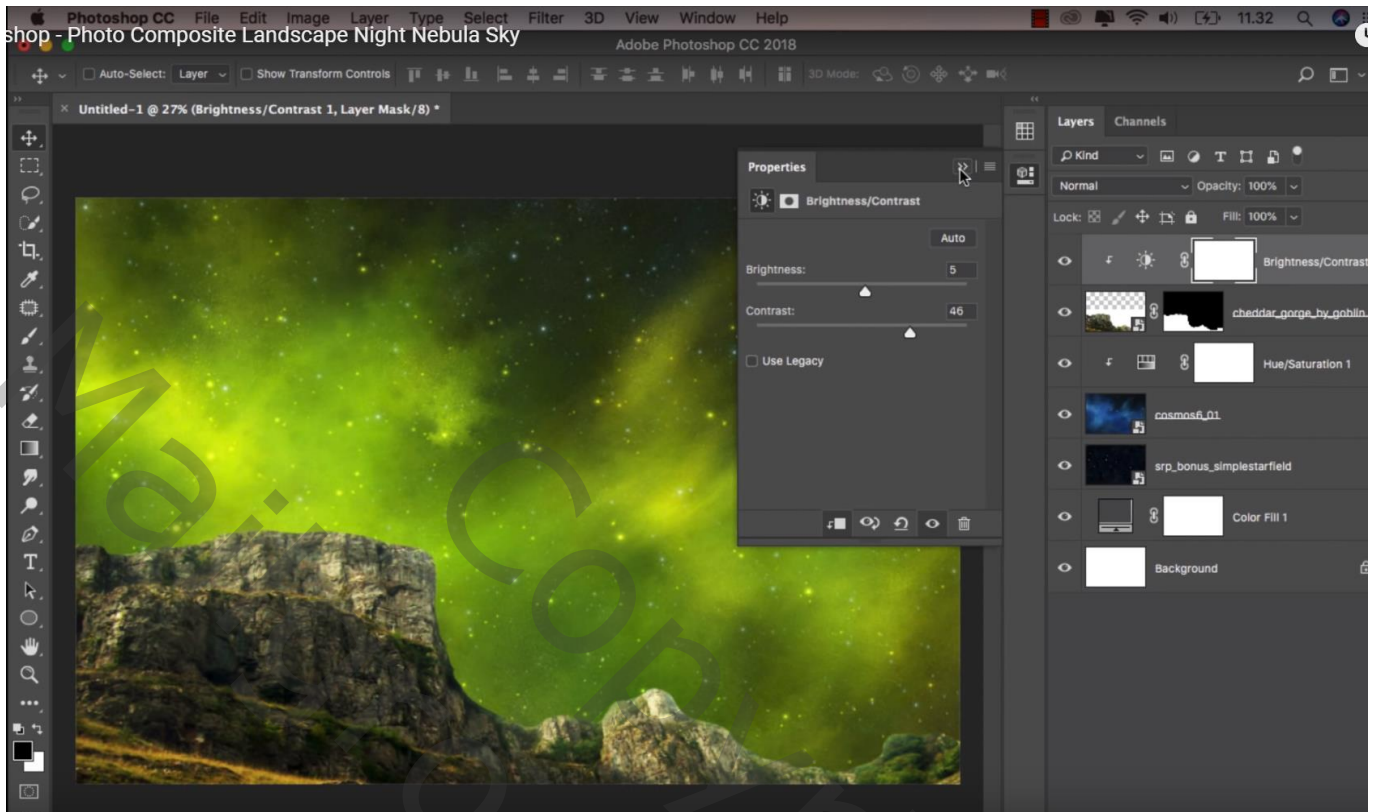 Photoshop CC File Edit Image Layer Type Select Filter 3D View Window Help 11.32
shop - Photo Composite Landscape Night Nebula Sky
Adobe Photoshop CC 2018
Auto-Select: Layer Show Transform Controls 3D Mode:
Untitled-1 @ 27% (Brightness/Contrast 1, Layer Mask/8) *
Properties
Brightness/Contrast
Auto
Brightness: 5
Contrast: 46
Use Legacy
Layers Channels
Kind
Normal Opacity: 100%
Lock: Fill: 100%
Brightness/Contrast
cheddar_gorge_by_goblin
Hue/Saturation 1
cosmos6_01
srp_bonus_simplestarfield
Color Fill 1
Background